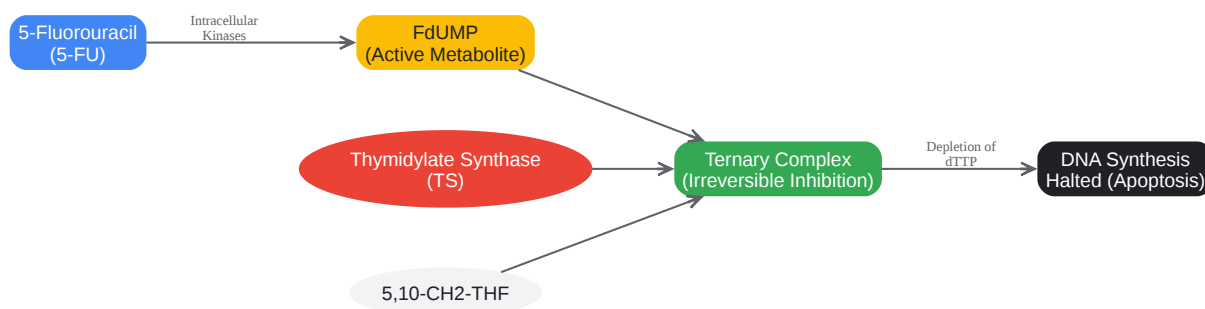 5-Fluorouracil
(5-FU)
Intracellular
Kinases
FdUMP
(Active Metabolite)
Thymidylate Synthase
(TS)
5,10-CH2-THF
Ternary Complex
(Irreversible Inhibition)
Depletion of
dTTP
DNA Synthesis
Halted (Apoptosis)